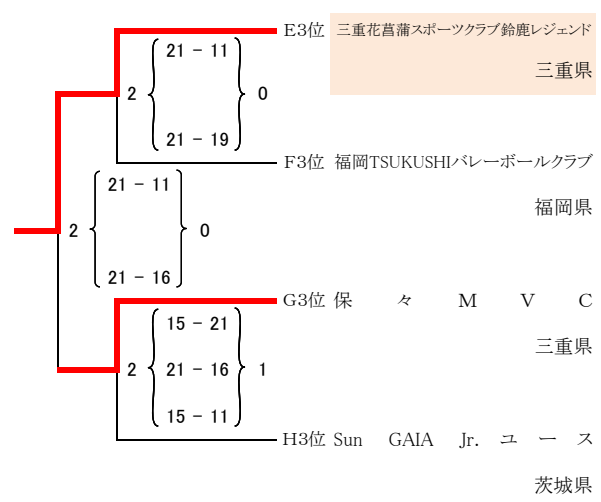 E3位 三重花菖蒲スポーツクラブ鈴鹿レジェンド
21 - 11
三重県
2 0
21 - 19
F3位 福岡TSUKUSHIバレーボールクラブ
21 - 11
福岡県
2 0
21 - 16
G3位 保々MVC
15 - 21
三重県
2 21 - 16 1
15 - 11
H3位 Sun GAIA Jr. ユース
茨城県